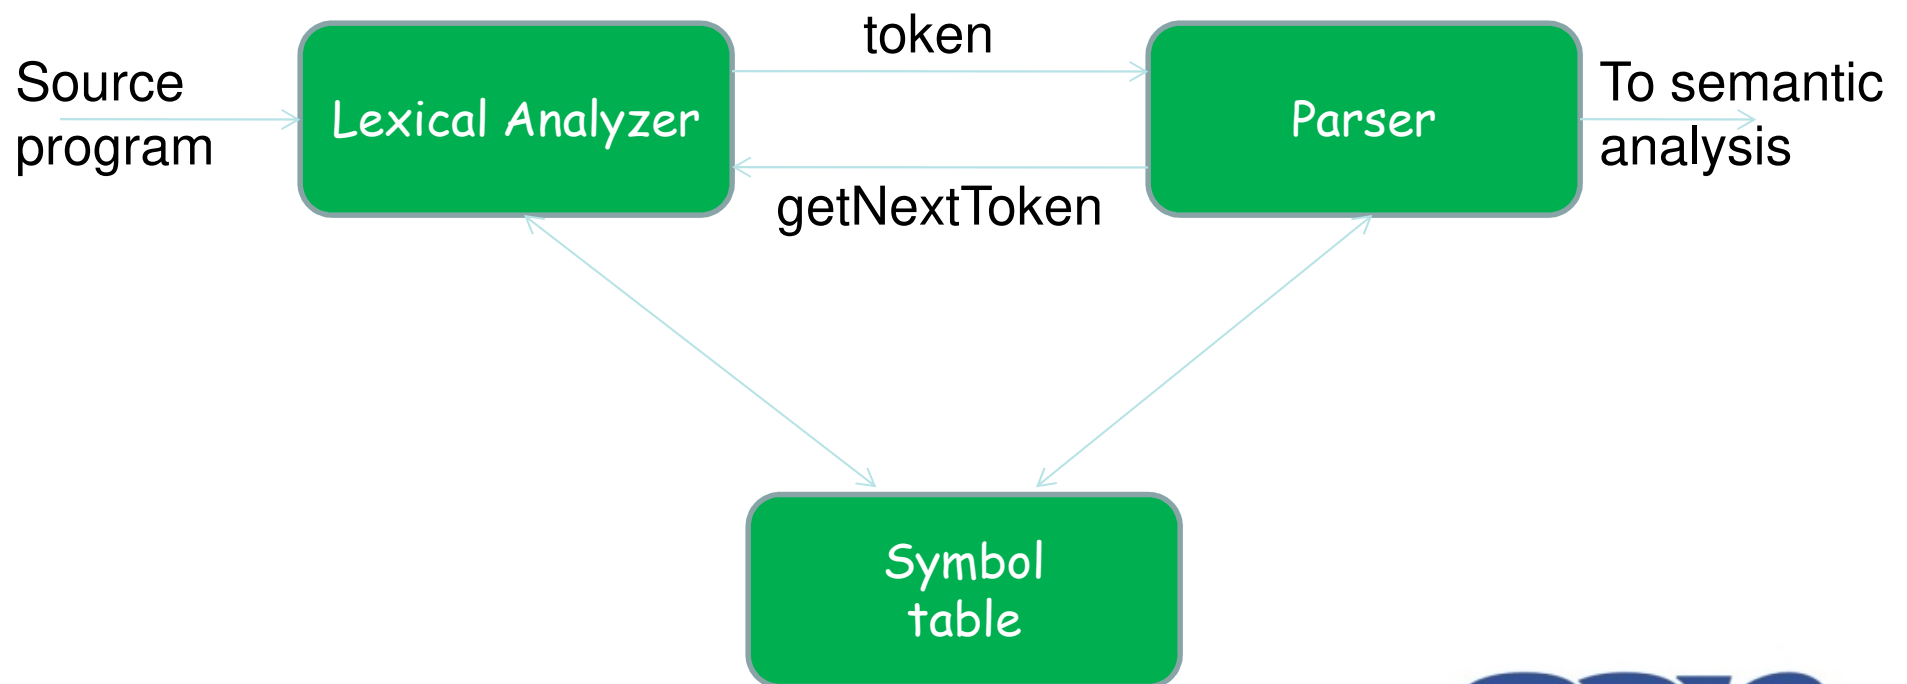 token
Source
program
Lexical Analyzer
Parser
To semantic
analysis
getNextToken
Symbol
table